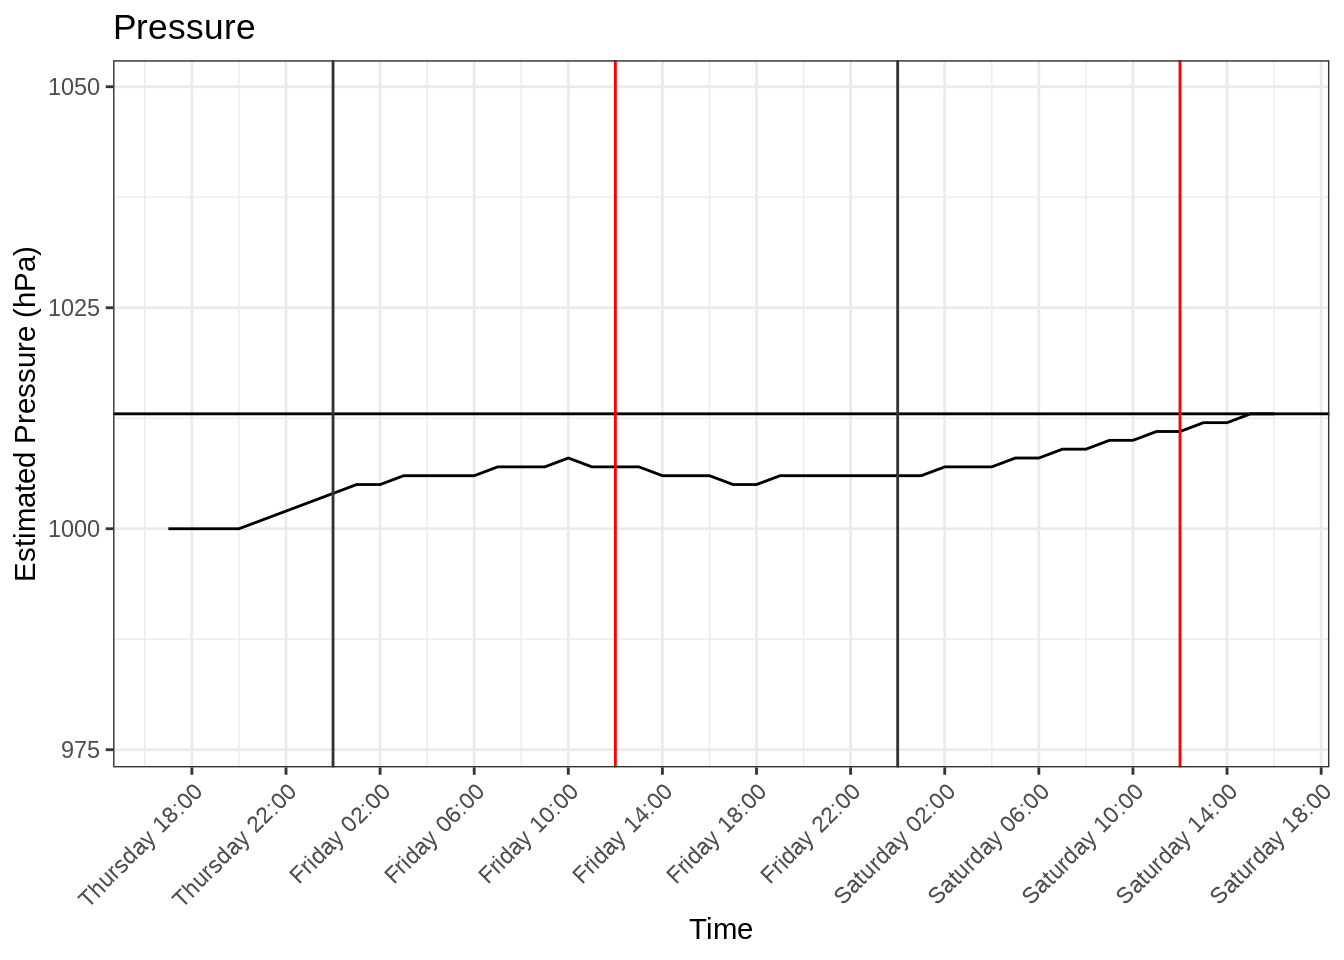 Pressure
Estimated Pressure (hPa)
1050
1025
1000
975
Thursday 18:00
Thursday 22:00
Friday 02:00
Friday 06:00
Friday 10:00
Friday 14:00
Friday 18:00
Friday 22:00
Saturday 02:00
Saturday 06:00
Saturday 10:00
Saturday 14:00
Saturday 18:00
Time